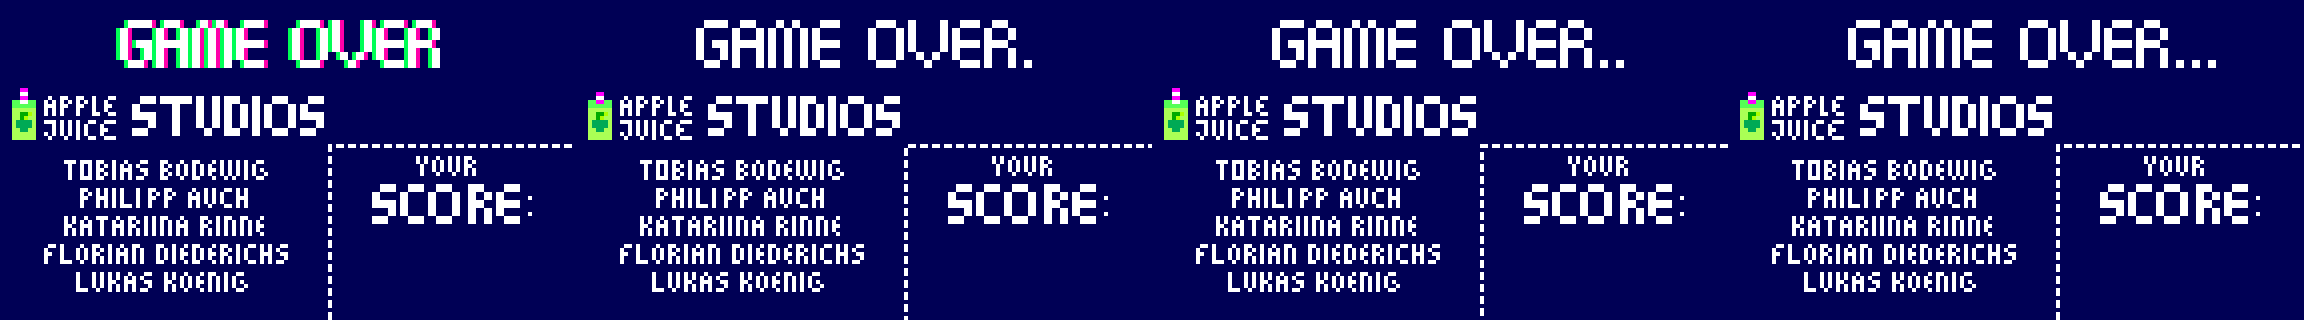 GAME OVER
APPLE JUICE STUDIOS
TOBIAS BODEWIG
PHILIPP AUCH
KATARIINA RINNE
FLORIAN DIEDERICHS
LUKAS KOENIG
YOUR
SCORE:
GAME OVER.
APPLE JUICE STUDIOS
TOBIAS BODEWIG
PHILIPP AUCH
KATARIINA RINNE
FLORIAN DIEDERICHS
LUKAS KOENIG
YOUR
SCORE:
GAME OVER..
APPLE JUICE STUDIOS
TOBIAS BODEWIG
PHILIPP AUCH
KATARIINA RINNE
FLORIAN DIEDERICHS
LUKAS KOENIG
YOUR
SCORE:
GAME OVER...
APPLE JUICE STUDIOS
TOBIAS BODEWIG
PHILIPP AUCH
KATARIINA RINNE
FLORIAN DIEDERICHS
LUKAS KOENIG
YOUR
SCORE: